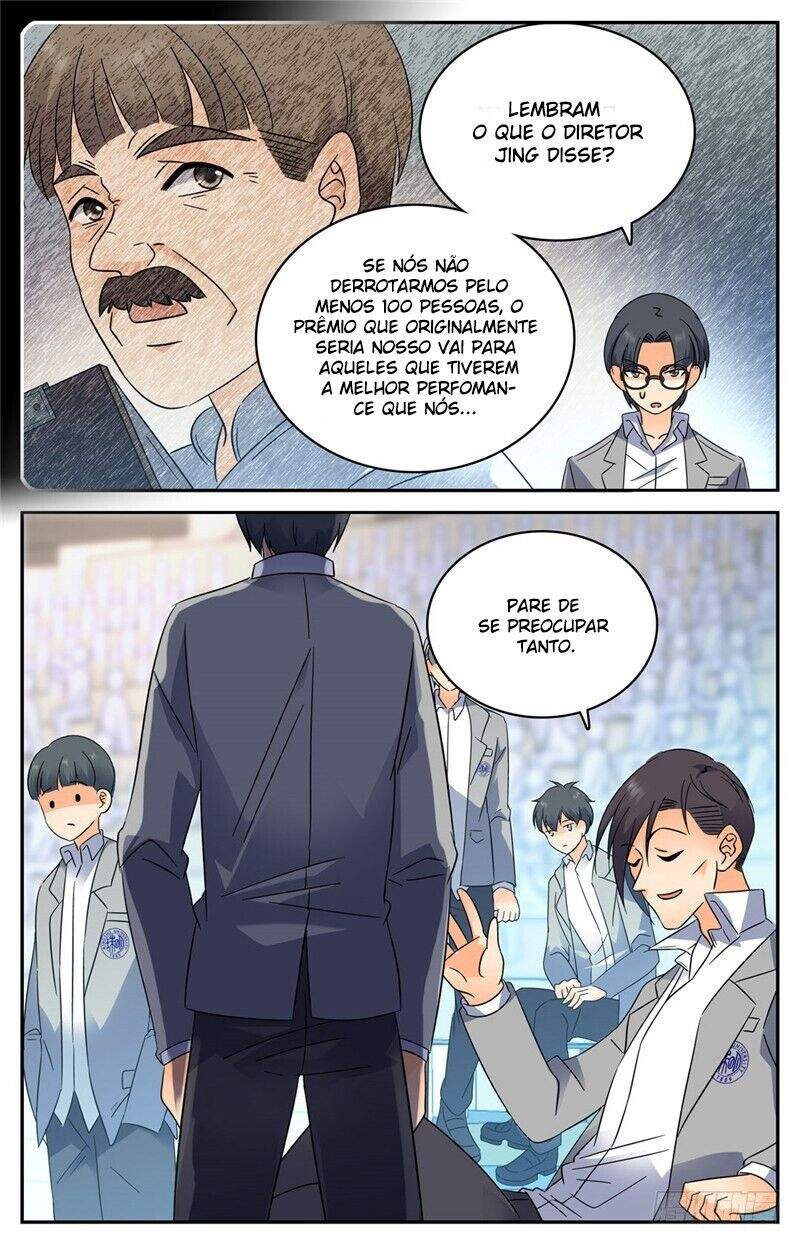 LEMBRAM
O QUE O DIRETOR
JING DISSE?
SE NÓS NÃO
DERROTARMOS PELO
MENOS 100 PESSOAS, O
PRÊMIO QUE ORIGINALMENTE
SERIA NOSSO VAI PARA
AQUELES QUE TIVEREM
A MELHOR PERFOMAN-
CE QUE NÓS...
PARE DE
SE PREOCUPAR
TANTO.